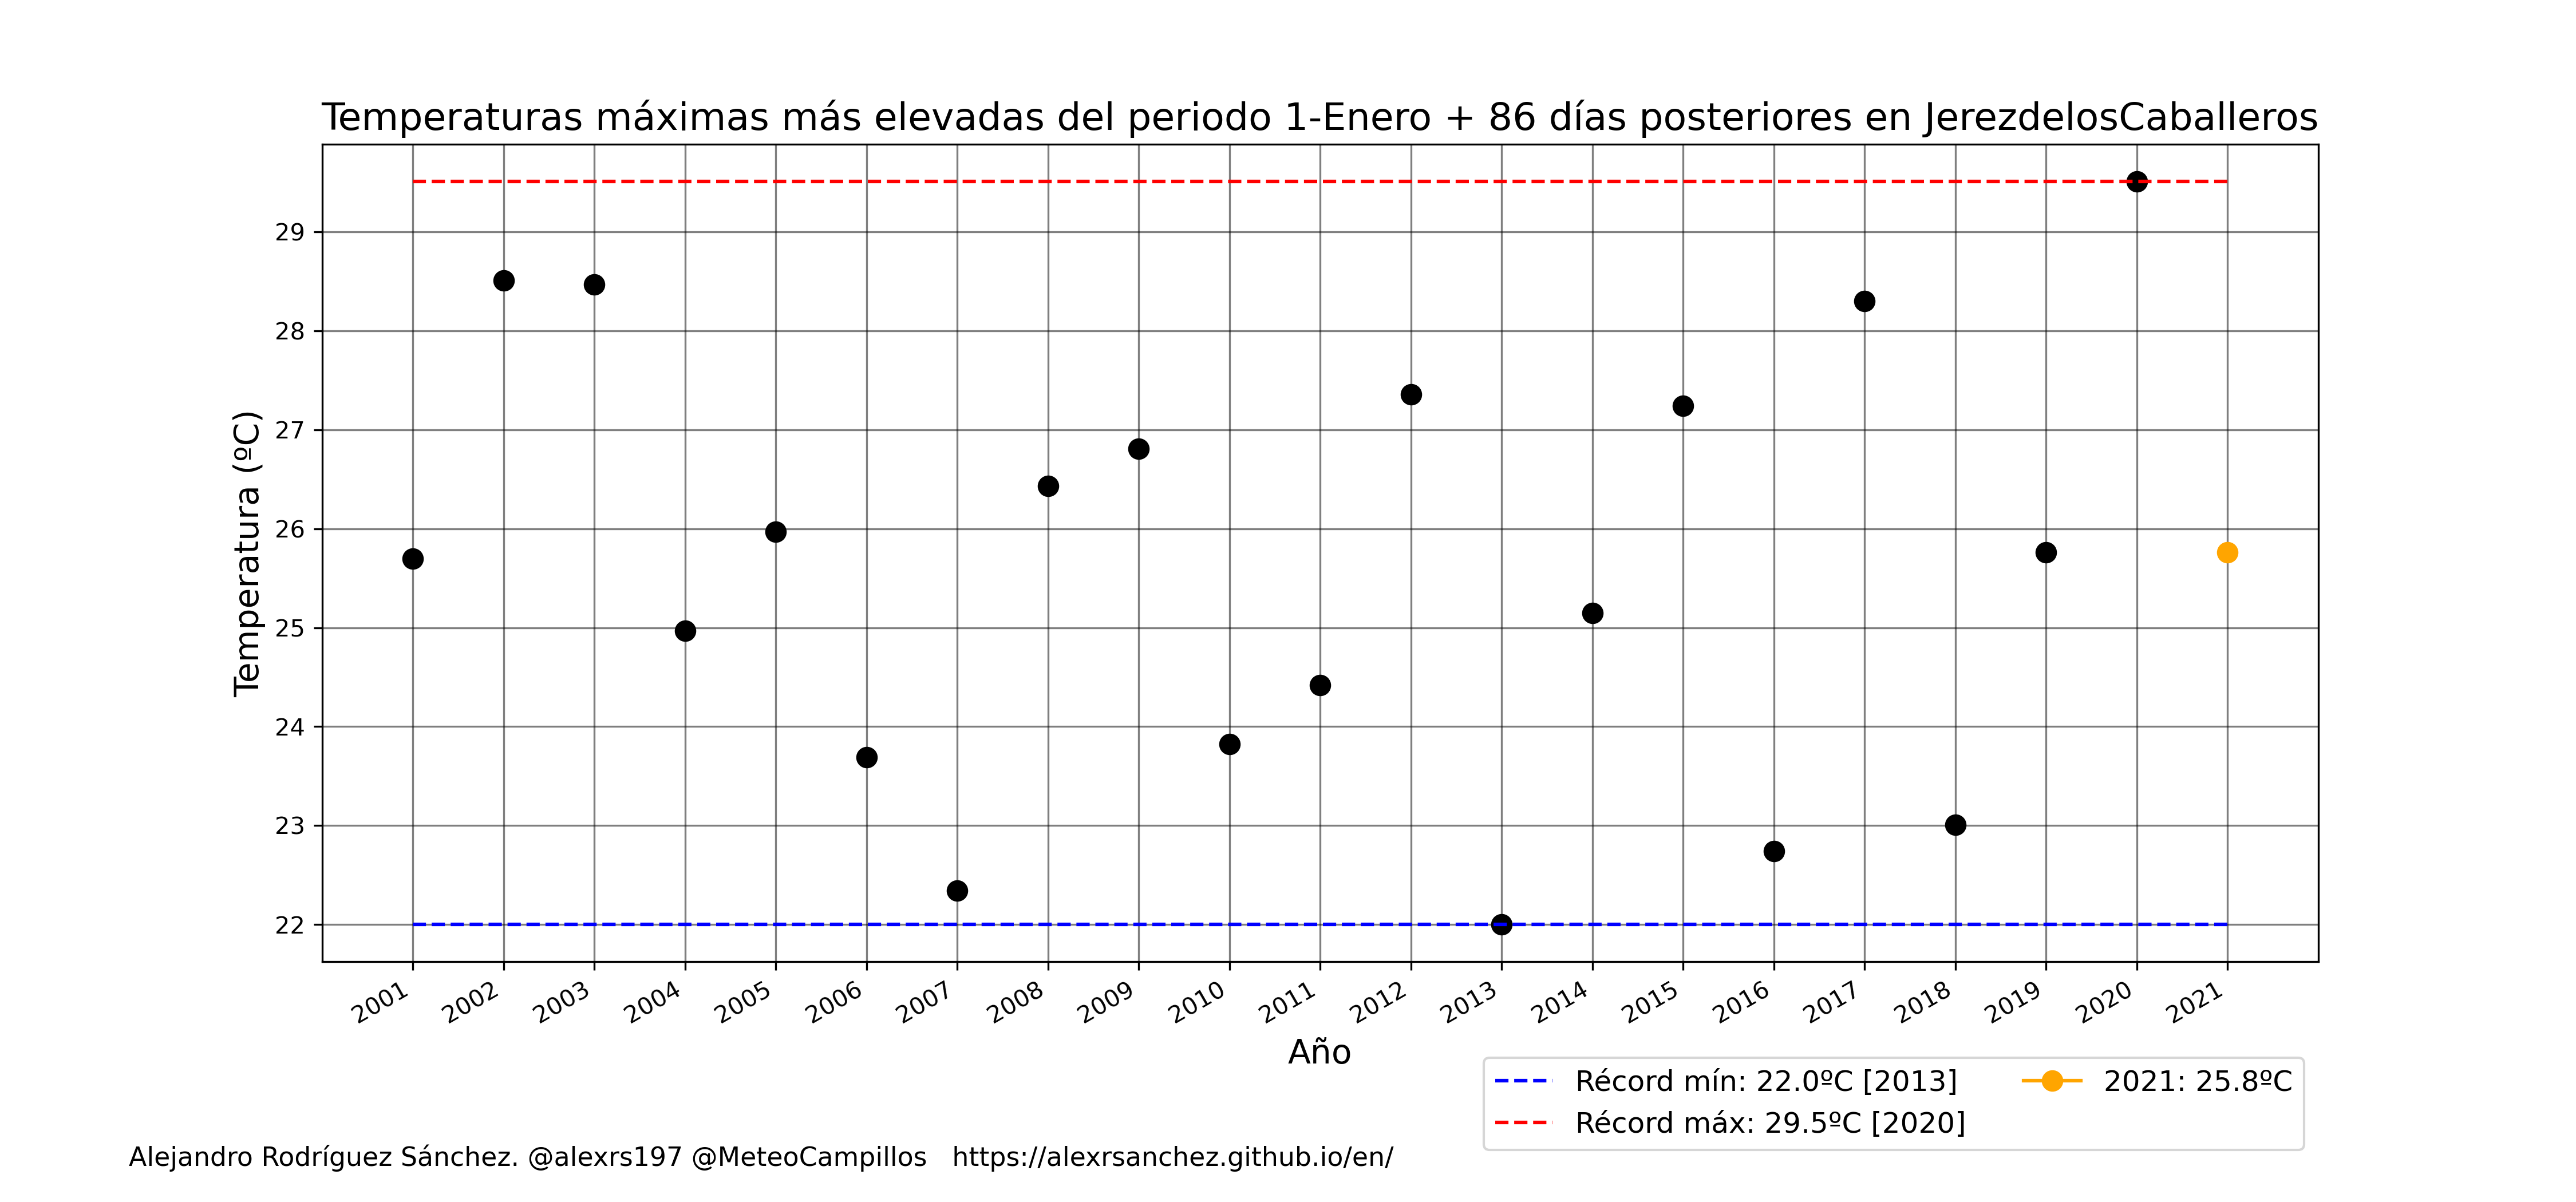 Temperaturas máximas más elevadas del periodo 1-Enero + 86 días posteriores en JerezdelosCaballeros
Temperatura (ºC)
29
28
27
26
25
24
23
22
2001 2002 2003 2004 2005 2006 2007 2008 2009 2010 2011 2012 2013 2014 2015 2016 2017 2018 2019 2020 2021
Año
Récord mín: 22.0ºC [2013]
Récord máx: 29.5ºC [2020]
2021: 25.8ºC
Alejandro Rodríguez Sánchez. @alexrs197 @MeteoCampillos https://alexrsanchez.github.io/en/